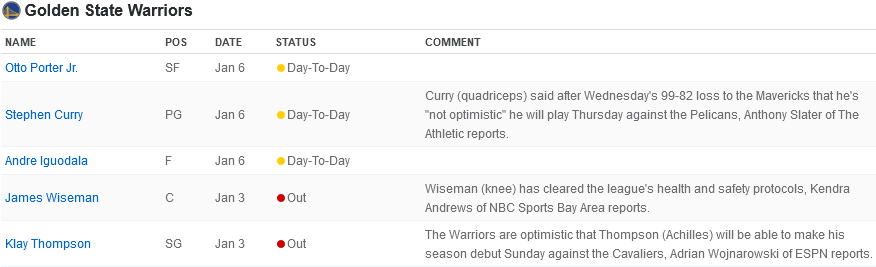 Golden State Warriors
NAME POS DATE STATUS COMMENT
Otto Porter Jr. SF Jan 6 Day-To-Day
Stephen Curry PG Jan 6 Day-To-Day Curry (quadriceps) said after Wednesday's 99-82 loss to the Mavericks that he's
"not optimistic" he will play Thursday against the Pelicans, Anthony Slater of The
Athletic reports.
Andre Iguodala F Jan 6 Day-To-Day
James Wiseman C Jan 3 Out Wiseman (knee) has cleared the league's health and safety protocols, Kendra
Andrews of NBC Sports Bay Area reports.
Klay Thompson SG Jan 3 Out The Warriors are optimistic that Thompson (Achilles) will be able to make his
season debut Sunday against the Cavaliers, Adrian Wojnarowski of ESPN reports.